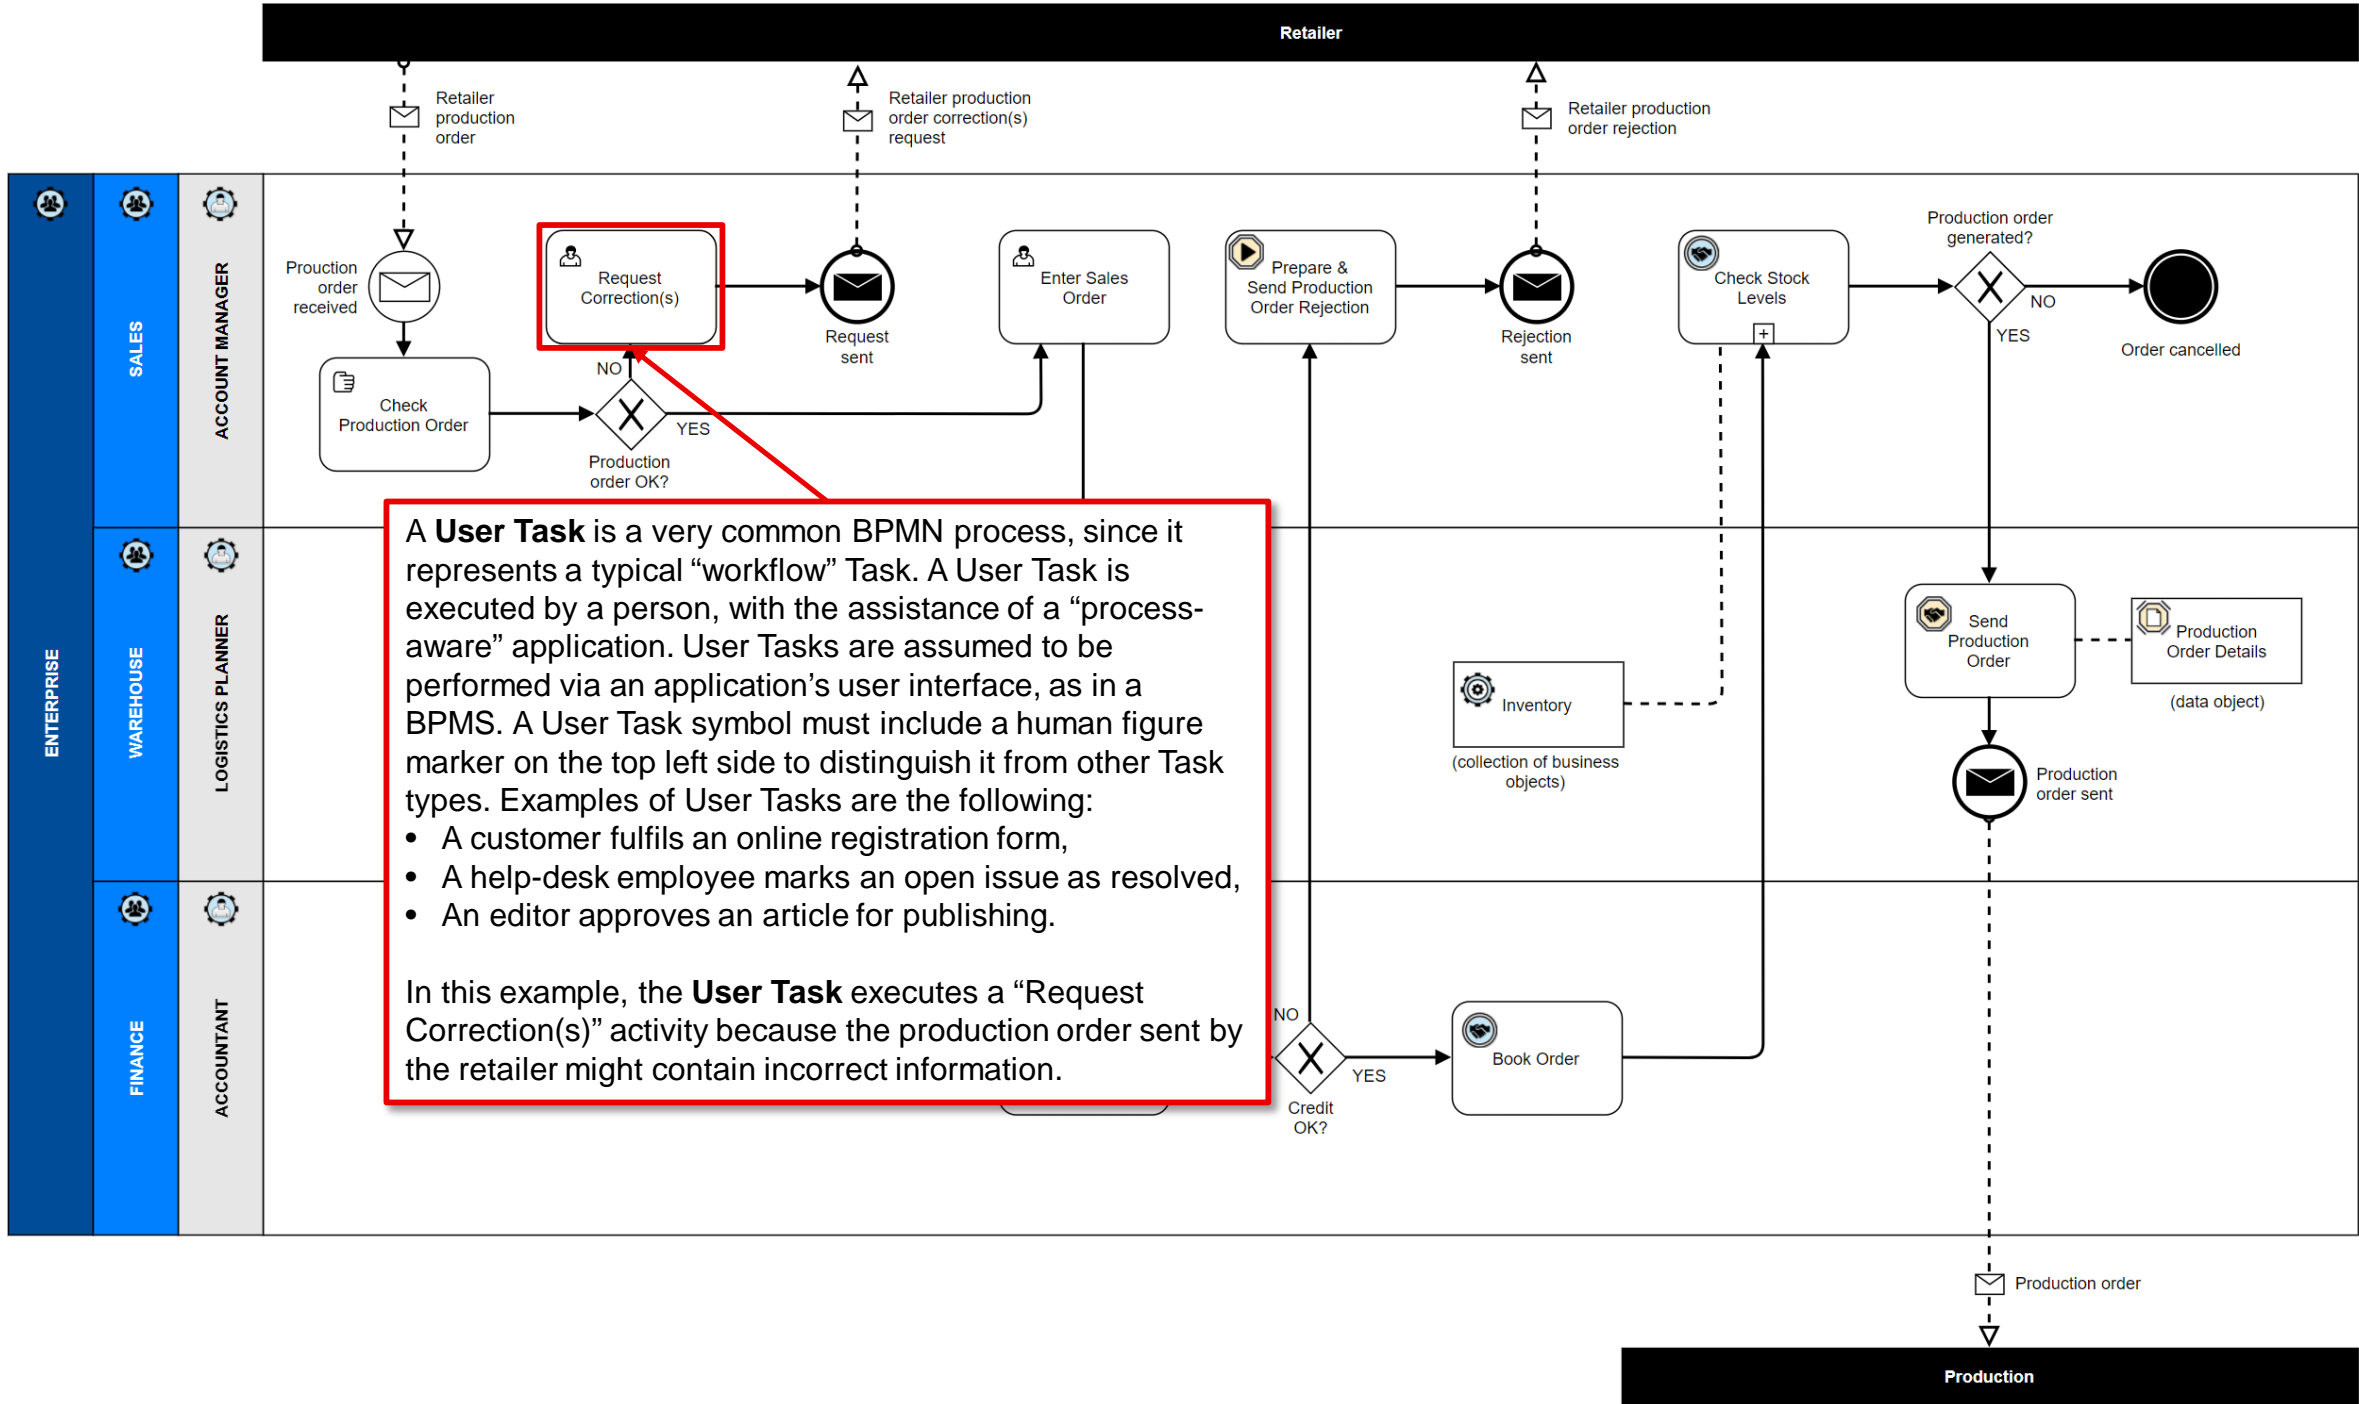 Retailer
Retailer
production
order
Retailer production
order correction(s)
request
Retailer production
order rejection
ENTERPRISE
SALES
ACCOUNT MANAGER
Prouction
order
received
Request
Correction(s)
Request
sent
Enter Sales
Order
Prepare &
Send Production
Order Rejection
Rejection
sent
Check Stock
Levels
Production order
generated?
NO
YES
Order cancelled
Check
Production Order
NO
YES
Production
order OK?
A User Task is a very common BPMN process, since it
represents a typical “workflow” Task. A User Task is
executed by a person, with the assistance of a “process-
aware” application. User Tasks are assumed to be
performed via an application’s user interface, as in a
BPMS. A User Task symbol must include a human figure
marker on the top left side to distinguish it from other Task
types. Examples of User Tasks are the following:
• A customer fulfils an online registration form,
• A help-desk employee marks an open issue as resolved,
• An editor approves an article for publishing.
In this example, the User Task executes a “Request
Correction(s)” activity because the production order sent by
the retailer might contain incorrect information.
WAREHOUSE
LOGISTICS PLANNER
Inventory
(collection of business
objects)
Send
Production
Order
Production
Order Details
(data object)
Production
order sent
FINANCE
ACCOUNTANT
NO
YES
Credit
OK?
Book Order
Production order
Production